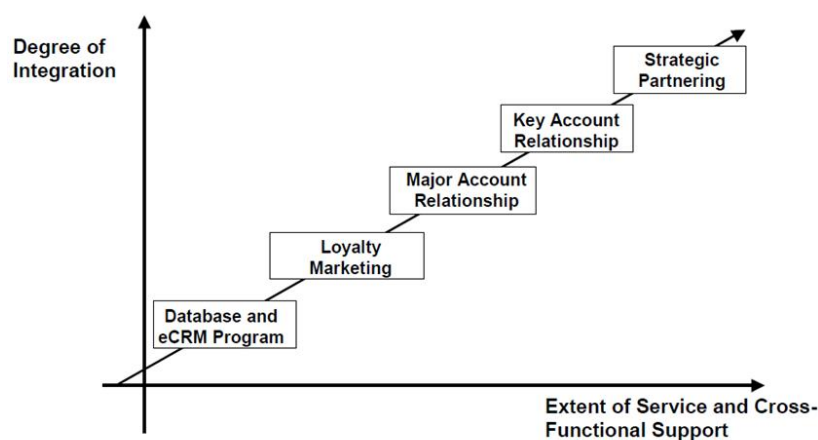 Degree of
Integration
Strategic
Partnering
Key Account
Relationship
Major Account
Relationship
Loyalty
Marketing
Database and
eCRM Program
Extent of Service and Cross-
Functional Support